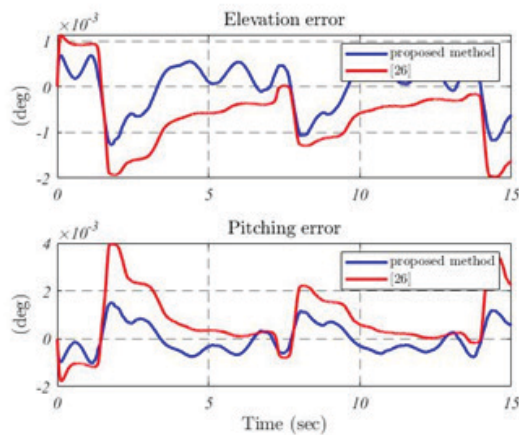 Elevation error
×10⁻³
1
0
-1
-2
(deg)
proposed method
[26]
0
5
10
15
Pitching error
×10⁻³
4
2
0
-2
(deg)
proposed method
[26]
0
5
10
15
Time (sec)